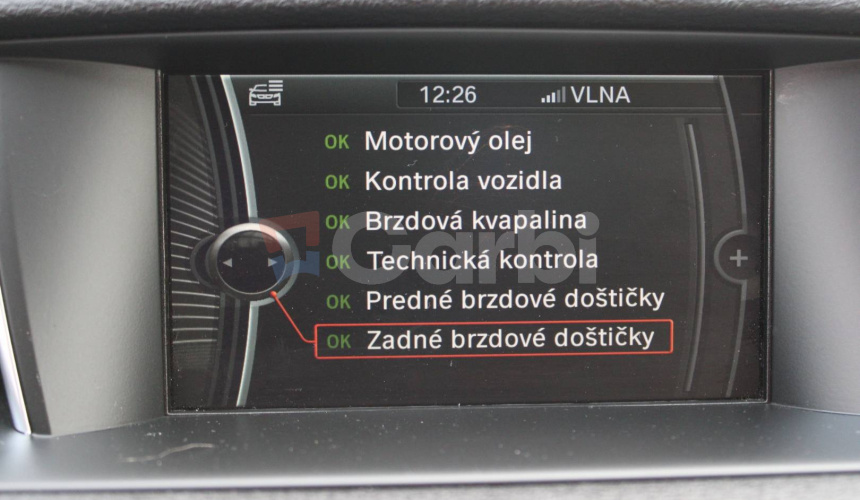 12:26 VLNA
OK Motorový olej
OK Kontrola vozidla
OK Brzdová kvapalina
OK Technická kontrola
OK Predné brzdové doštičky
OK Zadné brzdové doštičky
Garbi